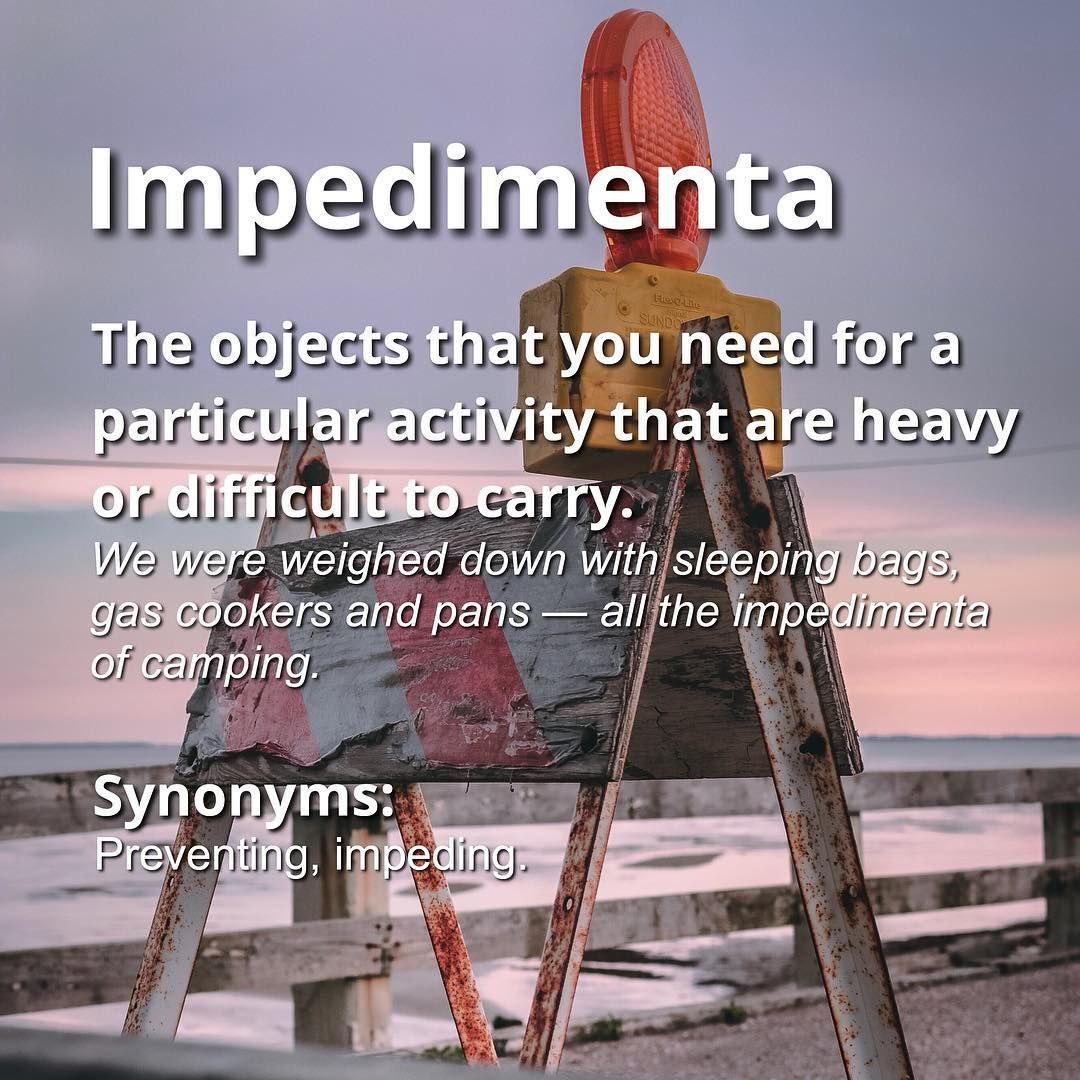 Impedimenta
The objects that you need for a
particular activity that are heavy
or difficult to carry.
We were weighed down with sleeping bags,
gas cookers and pans — all the impedimenta
of camping.
Synonyms:
Preventing, impeding.